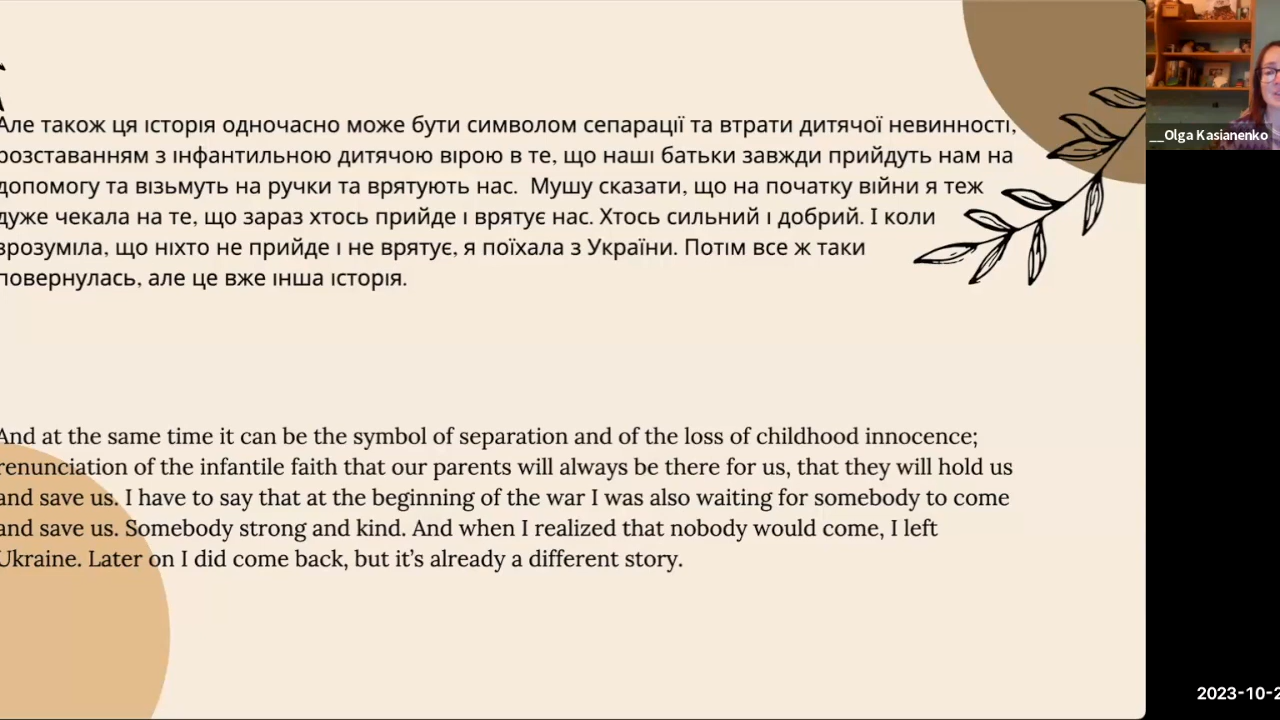 Але також ця історія одночасно може бути символом сепарації та втрати дитячої невинності,
розставанням з інфантильною дитячою вірою в те, що наші батьки завжди прийдуть нам на
допомогу та візьмуть на ручки та врятують нас. Мушу сказати, що на початку війни я теж
дуже чекала на те, що зараз хтось прийде і врятує нас. Хтось сильний і добрий. І коли
зрозуміла, що ніхто не прийде і не врятує, я поїхала з України. Потім все ж таки
повернулась, але це вже інша історія.
And at the same time it can be the symbol of separation and of the loss of childhood innocence;
renunciation of the infantile faith that our parents will always be there for us, that they will hold us
and save us. I have to say that at the beginning of the war I was also waiting for somebody to come
and save us. Somebody strong and kind. And when I realized that nobody would come, I left
Ukraine. Later on I did come back, but it’s already a different story.
__Olga Kasianenko
2023-10-2